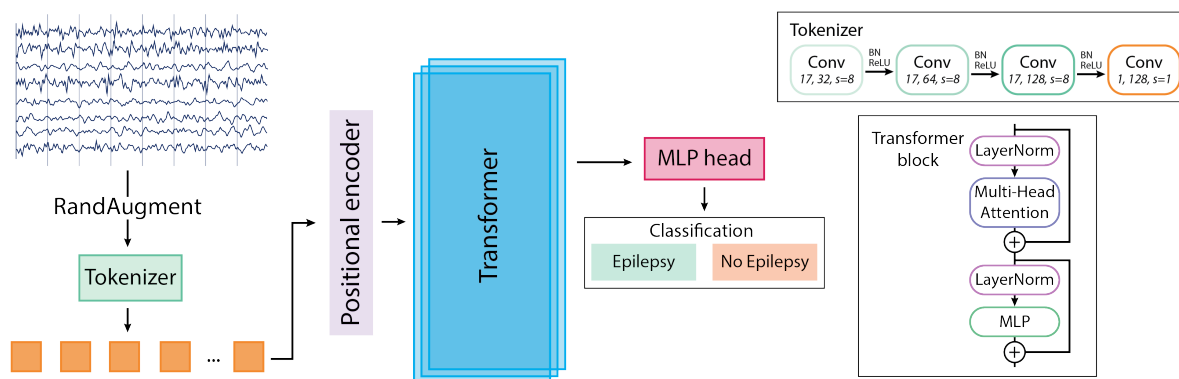 RandAugment
Tokenizer
...
Positional encoder
Transformer
MLP head
Classification
Epilepsy
No Epilepsy
Tokenizer
Conv
17, 32, s=8
BN
ReLU
Conv
17, 64, s=8
BN
ReLU
Conv
17, 128, s=8
BN
ReLU
Conv
1, 128, s=1
Transformer
block
LayerNorm
Multi-Head
Attention
+
LayerNorm
MLP
+